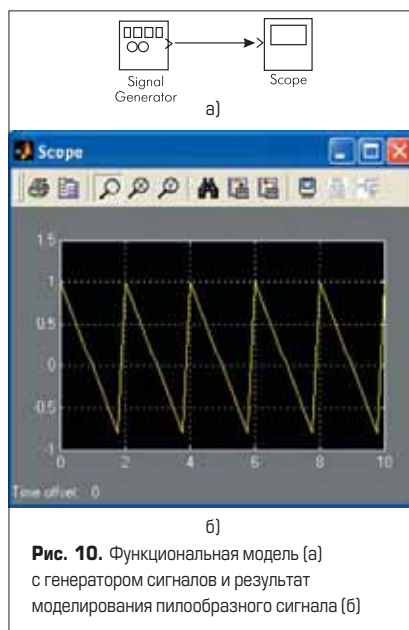 Signal
Generator
Scope
а)
Scope
1.5
1
0.5
0
-0.5
-1
0 2 4 6 8 10
Time offset: 0
б)
Рис. 10. Функциональная модель (а)
с генератором сигналов и результат
моделирования пилообразного сигнала (б)